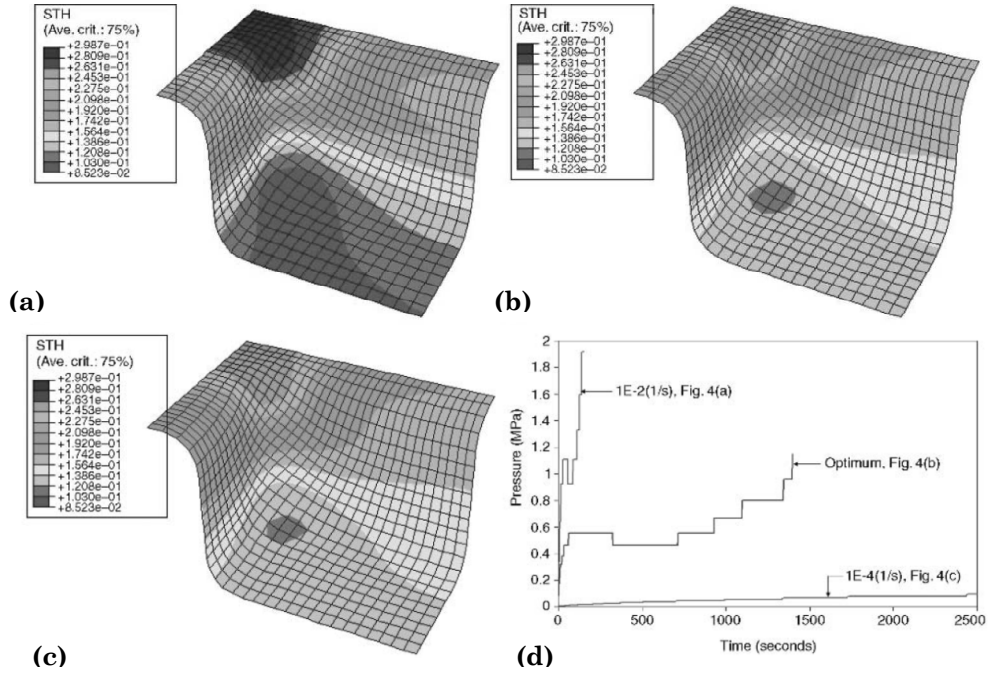 STH
(Ave. crit.: 75%)
+2.987e−01
+2.809e−01
+2.631e−01
+2.453e−01
+2.275e−01
+2.098e−01
+1.920e−01
+1.742e−01
+1.564e−01
+1.386e−01
+1.208e−01
+1.030e−01
+8.523e−02
(a)
STH
(Ave. crit.: 75%)
+2.987e−01
+2.809e−01
+2.631e−01
+2.453e−01
+2.275e−01
+2.098e−01
+1.920e−01
+1.742e−01
+1.564e−01
+1.386e−01
+1.208e−01
+1.030e−01
+8.523e−02
(b)
STH
(Ave. crit.: 75%)
+2.987e−01
+2.809e−01
+2.631e−01
+2.453e−01
+2.275e−01
+2.098e−01
+1.920e−01
+1.742e−01
+1.564e−01
+1.386e−01
+1.208e−01
+1.030e−01
+8.523e−02
(c)
2
1.8
1.6
1.4
1.2
1
0.8
0.6
0.4
0.2
0
Pressure (MPa)
1E-2(1/s), Fig. 4(a)
Optimum, Fig. 4(b)
1E-4(1/s), Fig. 4(c)
0 500 1000 1500 2000 2500
Time (seconds)
(d)